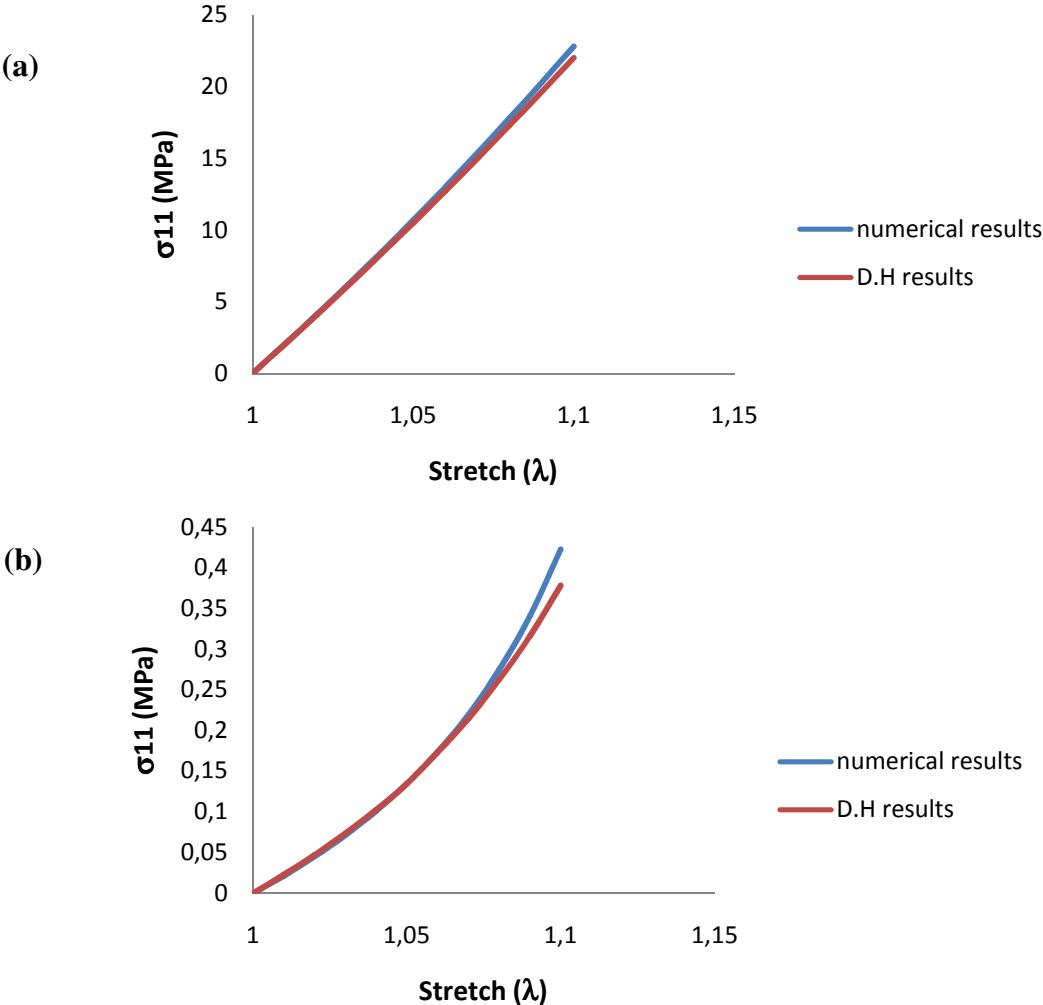 (a)
25
20
15
10
5
0
σ11 (MPa)
1 1,05 1,1 1,15
Stretch (λ)
numerical results
D.H results
(b)
0,45
0,4
0,35
0,3
0,25
0,2
0,15
0,1
0,05
0
σ11 (MPa)
1 1,05 1,1 1,15
Stretch (λ)
numerical results
D.H results